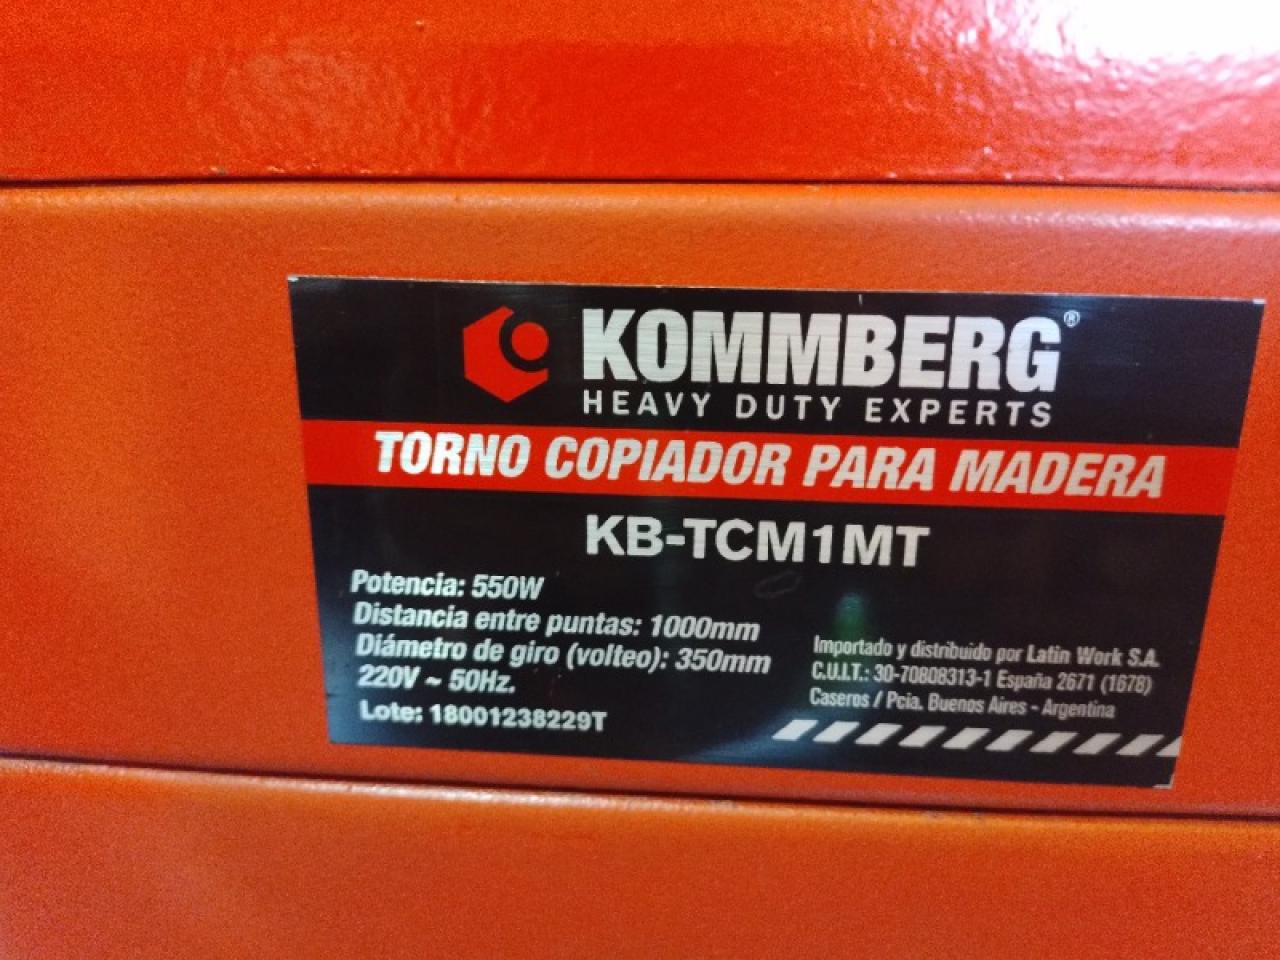 KOMMBERG®
HEAVY DUTY EXPERTS
TORNO COPIADOR PARA MADERA
KB-TCM1MT
Potencia: 550W
Distancia entre puntas: 1000mm
Diámetro de giro (volteo): 350mm
220V ~ 50Hz.
Lote: 18001238229T
Importado y distribuido por Latin Work S.A.
C.U.I.T.: 30-70808313-1 España 2671 (1678)
Caseros / Pcia. Buenos Aires - Argentina